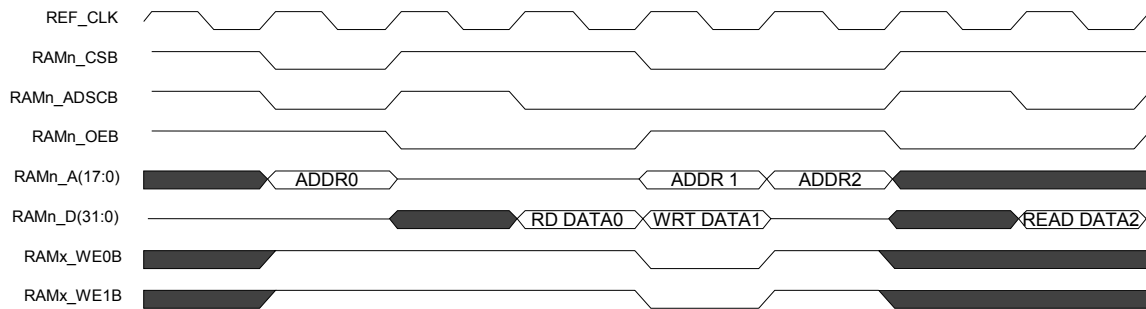 REF_CLK
RAMn_CSB
RAMn_ADSCB
RAMn_OEB
RAMn_A(17:0) ADDR0 ADDR 1 ADDR2
RAMn_D(31:0) RD DATA0 WRT DATA1 READ DATA2
RAMx_WE0B
RAMx_WE1B